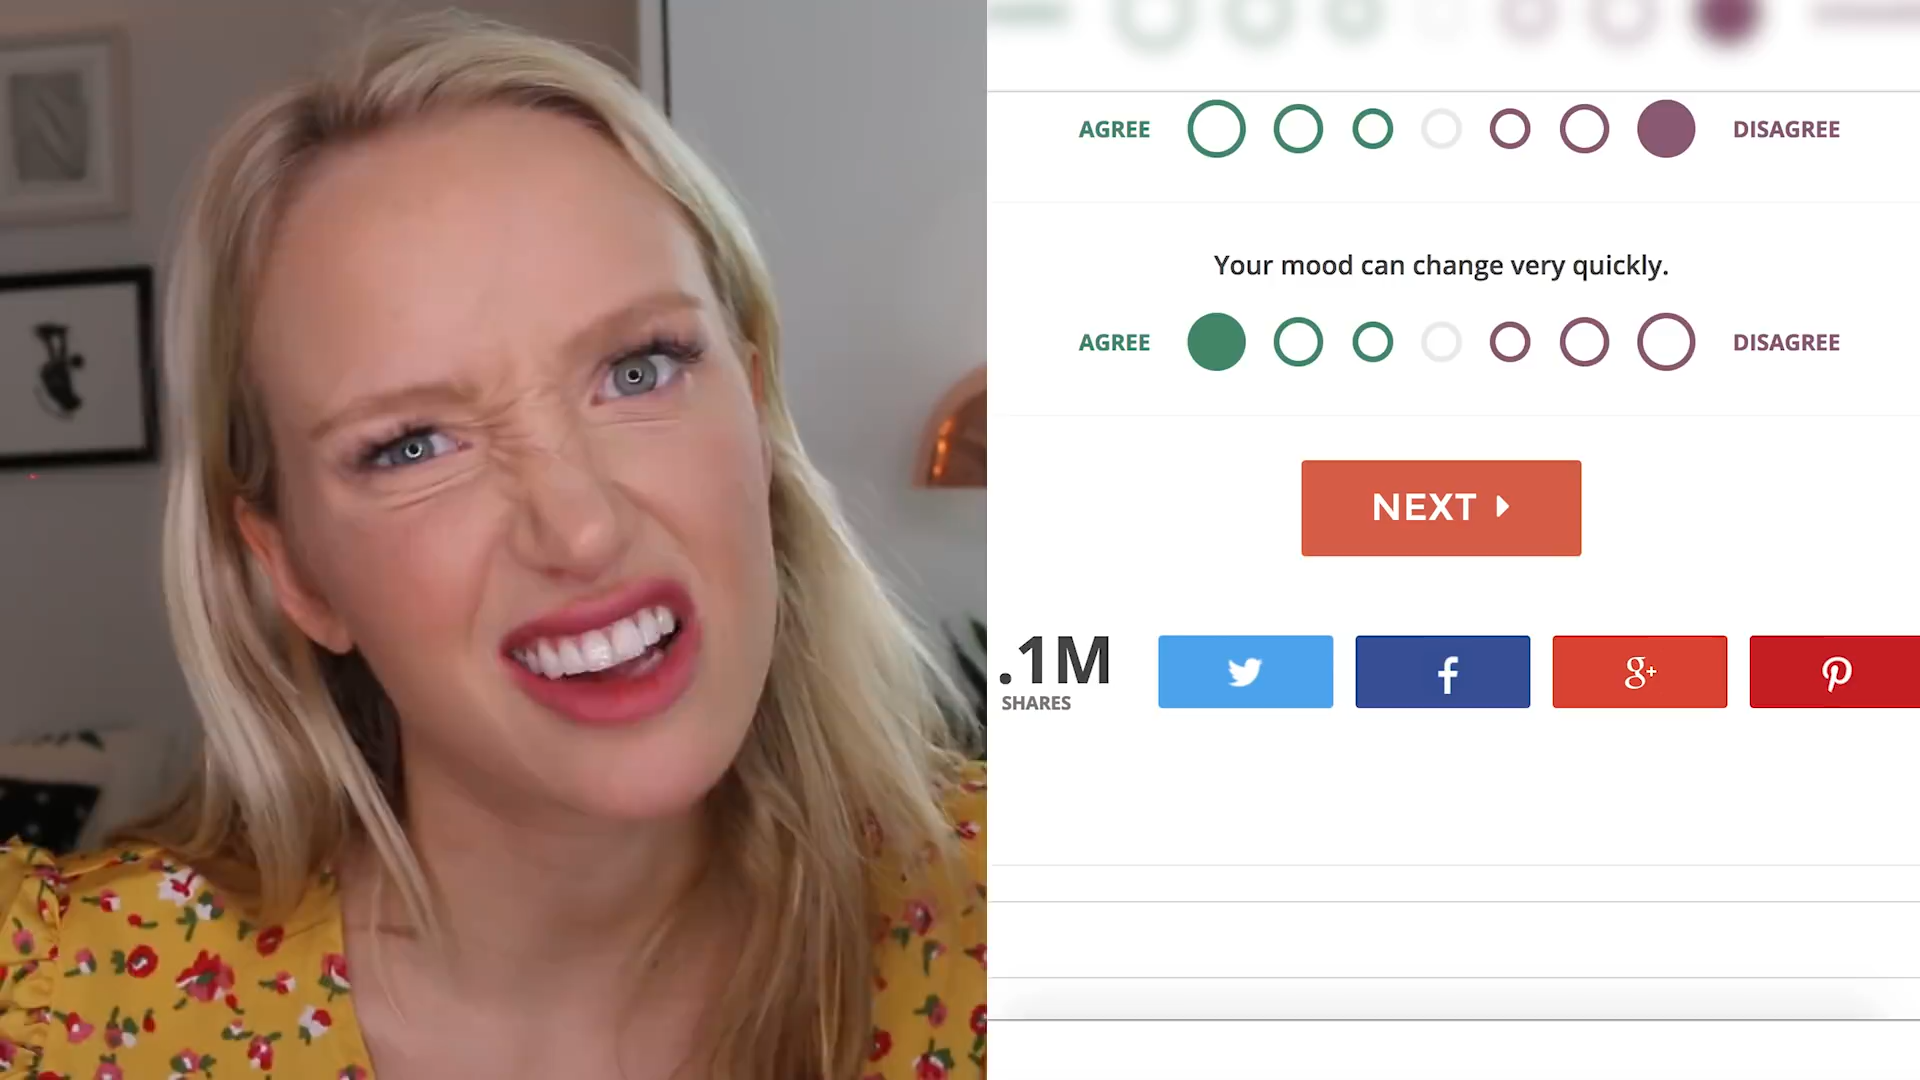 AGREE DISAGREE
Your mood can change very quickly.
AGREE DISAGREE
NEXT
.1M
SHARES